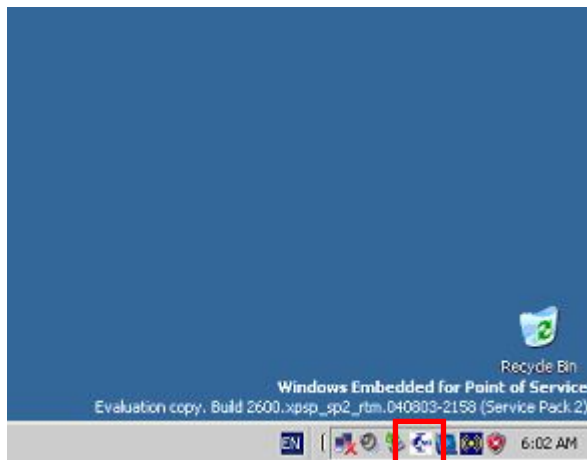 Recycle Bin
Windows Embedded for Point of Service
Evaluation copy. Build 2600.xpsp_sp2_rtm.040803-2158 (Service Pack 2)
EN
6:02 AM